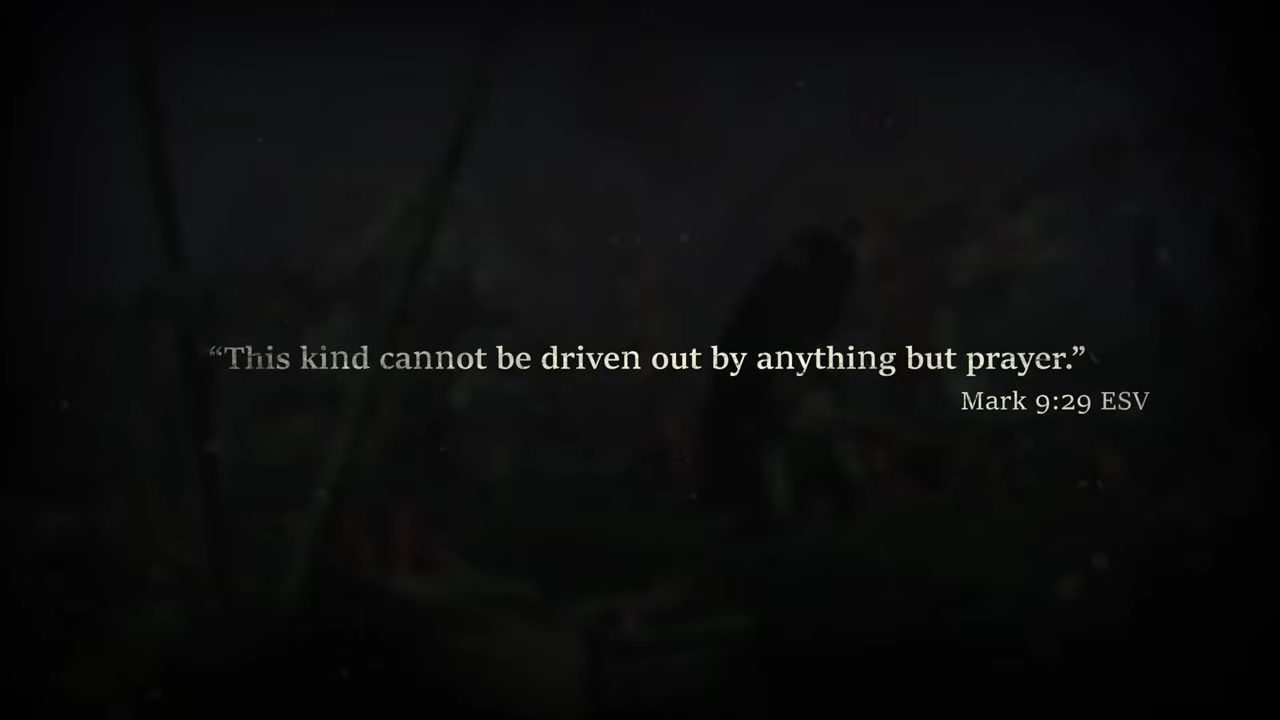 “This kind cannot be driven out by anything but prayer.”
Mark 9:29 ESV